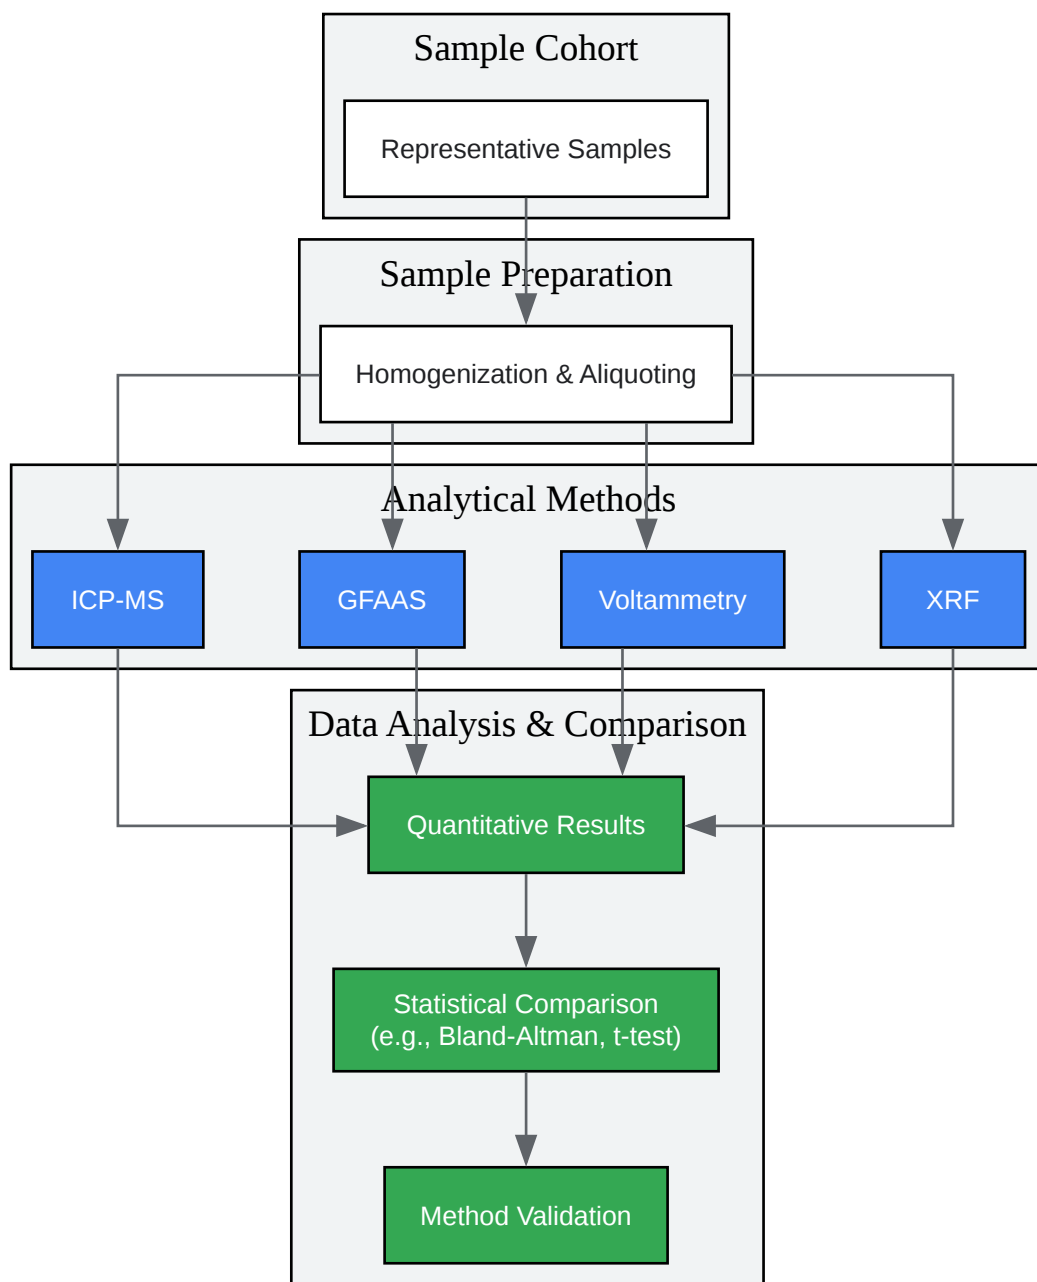 Sample Cohort
Representative Samples
Sample Preparation
Homogenization & Aliquoting
Analytical Methods
ICP-MS
GFAAS
Voltammetry
XRF
Data Analysis & Comparison
Quantitative Results
Statistical Comparison
(e.g., Bland-Altman, t-test)
Method Validation